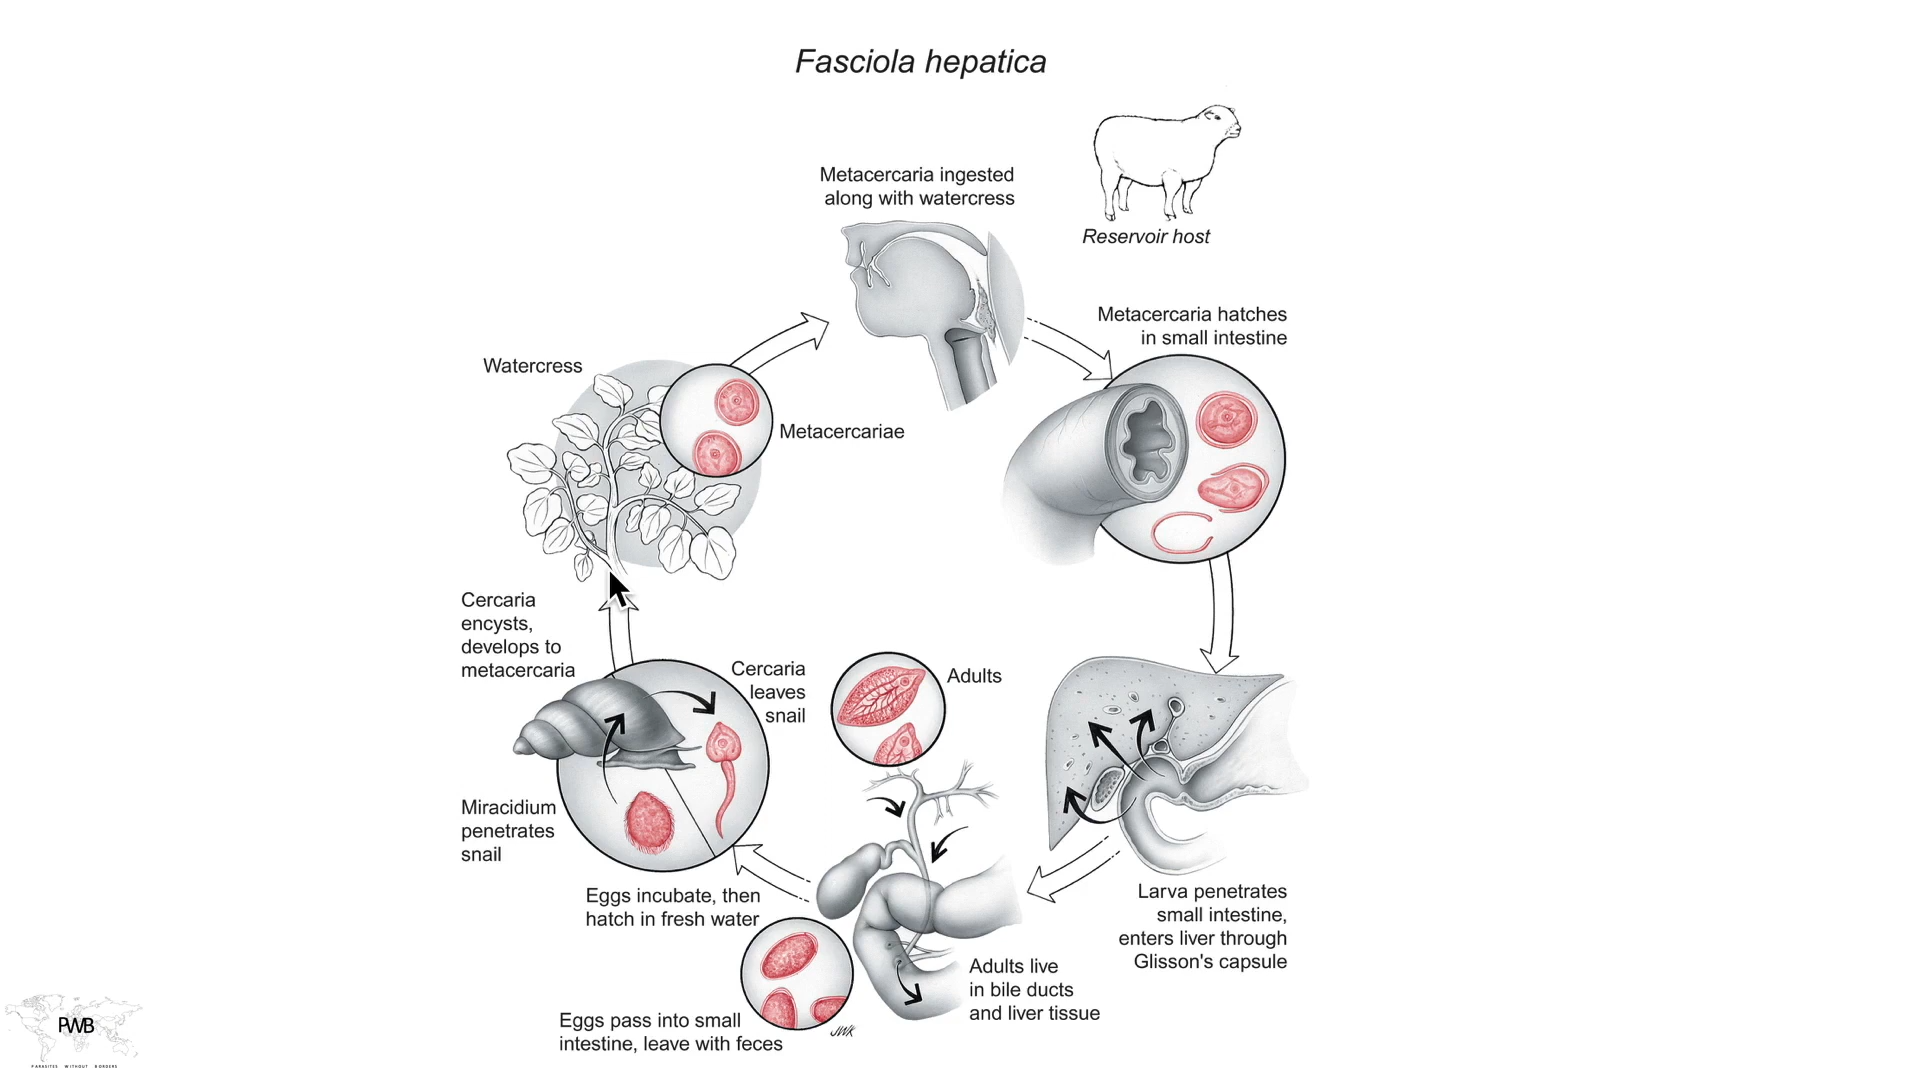 Fasciola hepatica
Metacercaria ingested
along with watercress
Reservoir host
Metacercaria hatches
in small intestine
Watercress
Metacercariae
Cercaria
encysts,
develops to
metacercaria
Cercaria
leaves
snail
Adults
Miracidium
penetrates
snail
Eggs incubate, then
hatch in fresh water
Larva penetrates
small intestine,
enters liver through
Glisson's capsule
Adults live
in bile ducts
and liver tissue
Eggs pass into small
intestine, leave with feces
JWK
PWB
PARASITES WITHOUT BORDERS